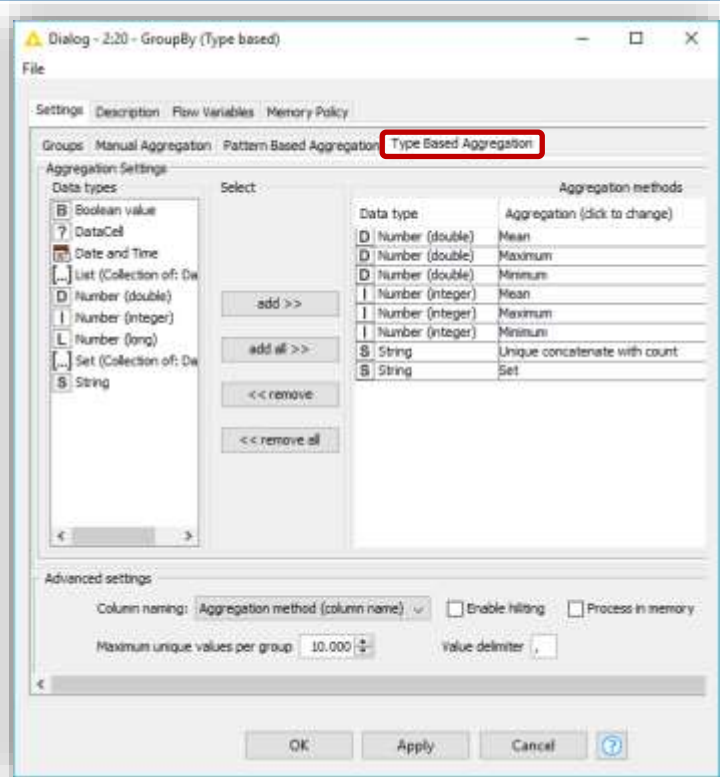 Dialog - 2:20 - GroupBy (Type based)
File
Settings Description Flow Variables Memory Policy
Groups Manual Aggregation Pattern Based Aggregation Type Based Aggregation
Aggregation Settings
Data types Select Aggregation methods
B Boolean value
? DataCell
Date and Time
[...] List (Collection of: Da
D Number (double)
I Number (integer)
L Number (long)
[...] Set (Collection of: Da
S String
add >>
add all >>
<< remove
<< remove all
Data type Aggregation (click to change)
D Number (double) Mean
D Number (double) Maximum
D Number (double) Minimum
I Number (integer) Mean
I Number (integer) Maximum
I Number (integer) Minimum
S String Unique concatenate with count
S String Set
Advanced settings
Column naming: Aggregation method (column name) Enable hiliting Process in memory
Maximum unique values per group 10.000 Value delimiter ,
OK Apply Cancel ?